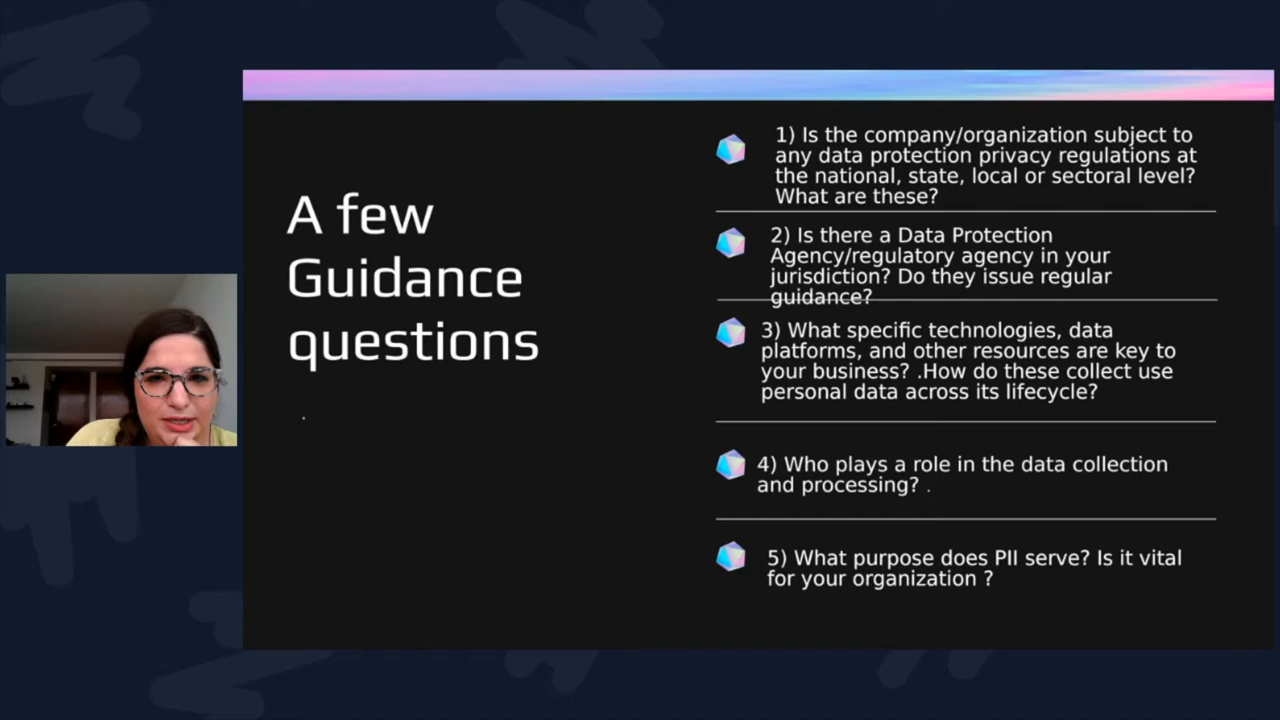 A few
Guidance
questions
.
1) Is the company/organization subject to
any data protection privacy regulations at
the national, state, local or sectoral level?
What are these?
2) Is there a Data Protection
Agency/regulatory agency in your
jurisdiction? Do they issue regular
guidance?
3) What specific technologies, data
platforms, and other resources are key to
your business? .How do these collect use
personal data across its lifecycle?
4) Who plays a role in the data collection
and processing? .
5) What purpose does PII serve? Is it vital
for your organization ?